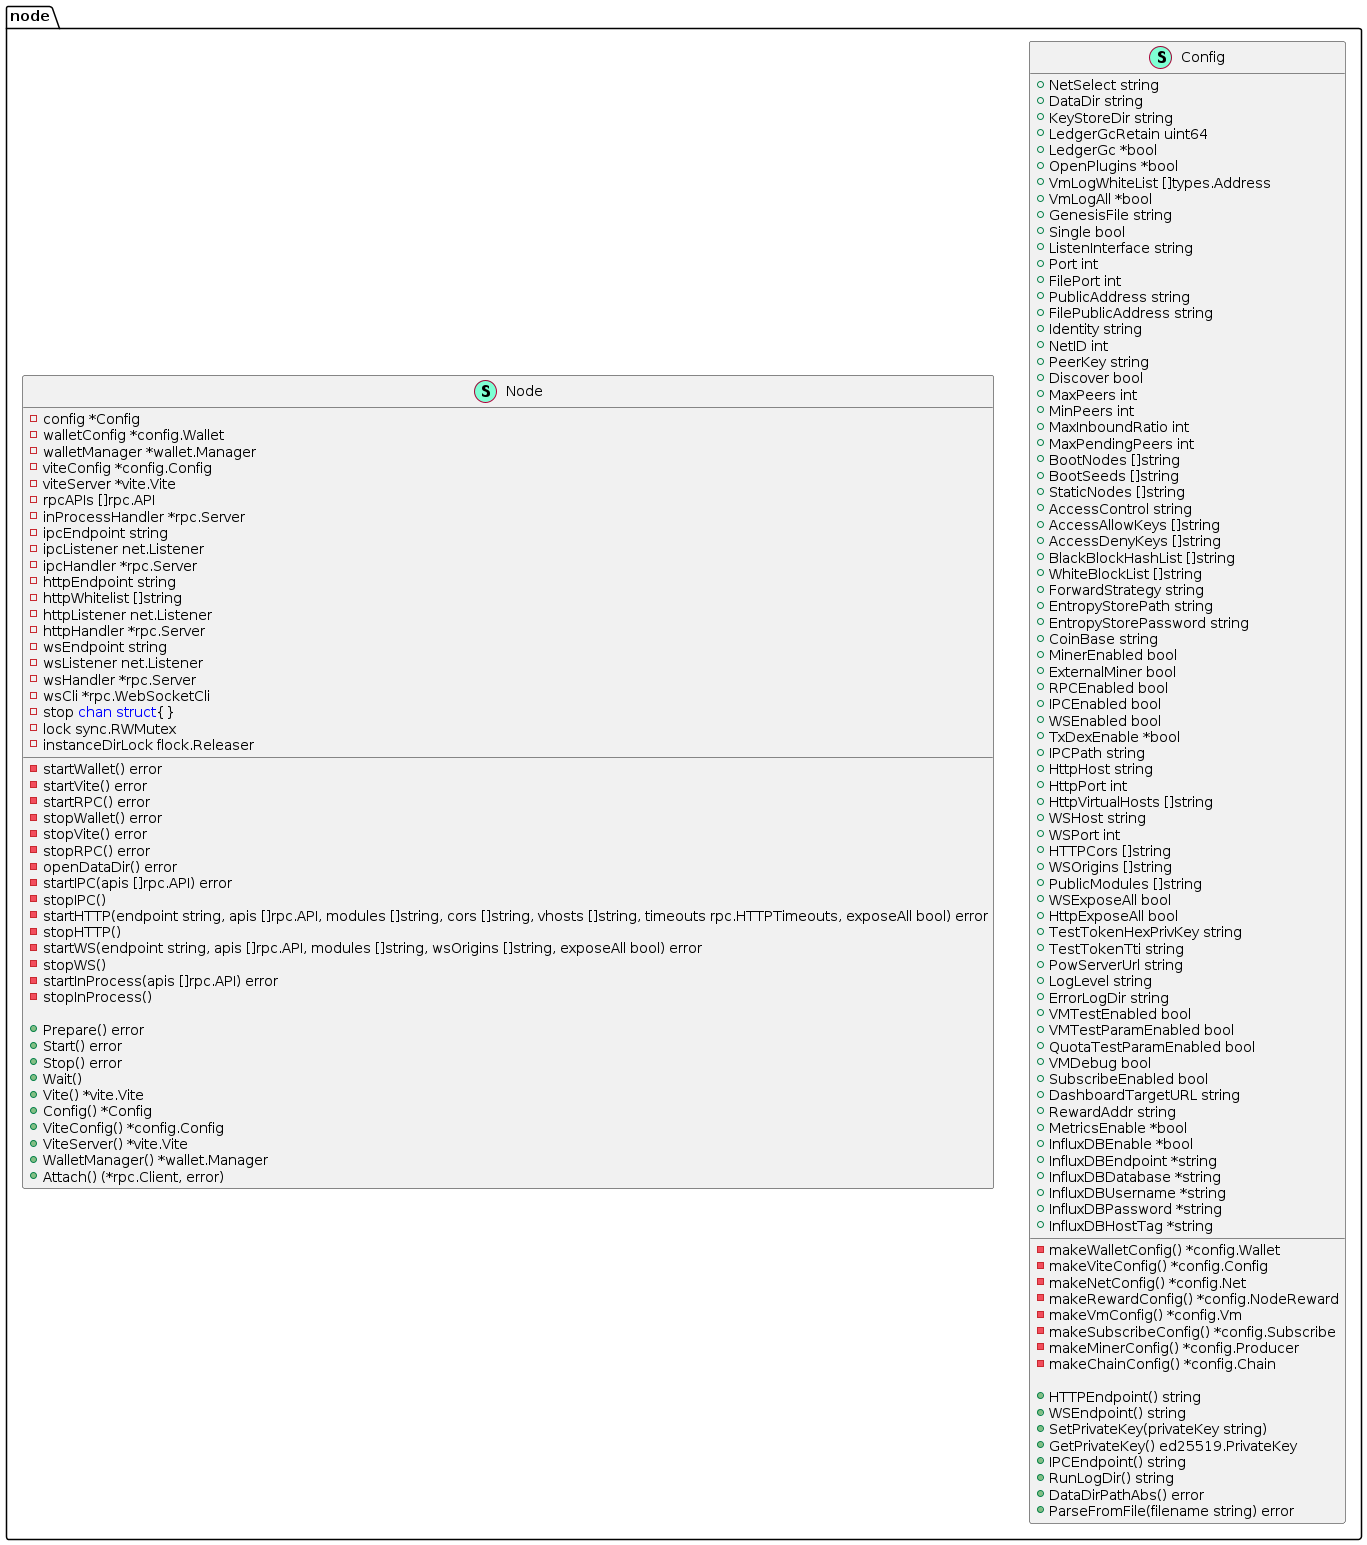 node
S Config
NetSelect string
DataDir string
KeyStoreDir string
LedgerGcRetain uint64
LedgerGc *bool
OpenPlugins *bool
VmLogWhiteList []types.Address
VmLogAll *bool
GenesisFile string
Single bool
ListenInterface string
Port int
FilePort int
PublicAddress string
FilePublicAddress string
Identity string
NetID int
PeerKey string
Discover bool
MaxPeers int
MinPeers int
MaxInboundRatio int
MaxPendingPeers int
BootNodes []string
BootSeeds []string
StaticNodes []string
AccessControl string
AccessAllowKeys []string
AccessDenyKeys []string
BlackBlockHashList []string
WhiteBlockList []string
ForwardStrategy string
EntropyStorePath string
EntropyStorePassword string
CoinBase string
MinerEnabled bool
ExternalMiner bool
RPCEnabled bool
IPCEnabled bool
WSEnabled bool
TxDexEnable *bool
IPCPath string
HttpHost string
HttpPort int
HttpVirtualHosts []string
WSHost string
WSPort int
HTTPCors []string
WSOrigins []string
PublicModules []string
WSExposeAll bool
HttpExposeAll bool
TestTokenHexPrivKey string
TestTokenTti string
PowServerUrl string
LogLevel string
ErrorLogDir string
VMTestEnabled bool
VMTestParamEnabled bool
QuotaTestParamEnabled bool
VMDebug bool
SubscribeEnabled bool
DashboardTargetURL string
RewardAddr string
MetricsEnable *bool
InfluxDBEnable *bool
InfluxDBEndpoint *string
InfluxDBDatabase *string
InfluxDBUsername *string
InfluxDBPassword *string
InfluxDBHostTag *string
makeWalletConfig() *config.Wallet
makeViteConfig() *config.Config
makeNetConfig() *config.Net
makeRewardConfig() *config.NodeReward
makeVmConfig() *config.Vm
makeSubscribeConfig() *config.Subscribe
makeMinerConfig() *config.Producer
makeChainConfig() *config.Chain
HTTPEndpoint() string
WSEndpoint() string
SetPrivateKey(privateKey string)
GetPrivateKey() ed25519.PrivateKey
IPCEndpoint() string
RunLogDir() string
DataDirPathAbs() error
ParseFromFile(filename string) error
S Node
config *Config
walletConfig *config.Wallet
walletManager *wallet.Manager
viteConfig *config.Config
viteServer *vite.Vite
rpcAPIs []rpc.API
inProcessHandler *rpc.Server
ipcEndpoint string
ipcListener net.Listener
ipcHandler *rpc.Server
httpEndpoint string
httpWhitelist []string
httpListener net.Listener
httpHandler *rpc.Server
wsEndpoint string
wsListener net.Listener
wsHandler *rpc.Server
wsCli *rpc.WebSocketCli
stop chan struct{ }
lock sync.RWMutex
instanceDirLock flock.Releaser
startWallet() error
startVite() error
startRPC() error
stopWallet() error
stopVite() error
stopRPC() error
openDataDir() error
startIPC(apis []rpc.API) error
stopIPC()
startHTTP(endpoint string, apis []rpc.API, modules []string, cors []string, vhosts []string, timeouts rpc.HTTPTimeouts, exposeAll bool) error
stopHTTP()
startWS(endpoint string, apis []rpc.API, modules []string, wsOrigins []string, exposeAll bool) error
stopWS()
startInProcess(apis []rpc.API) error
stopInProcess()
Prepare() error
Start() error
Stop() error
Wait()
Vite() *vite.Vite
Config() *Config
ViteConfig() *config.Config
ViteServer() *vite.Vite
WalletManager() *wallet.Manager
Attach() (*rpc.Client, error)